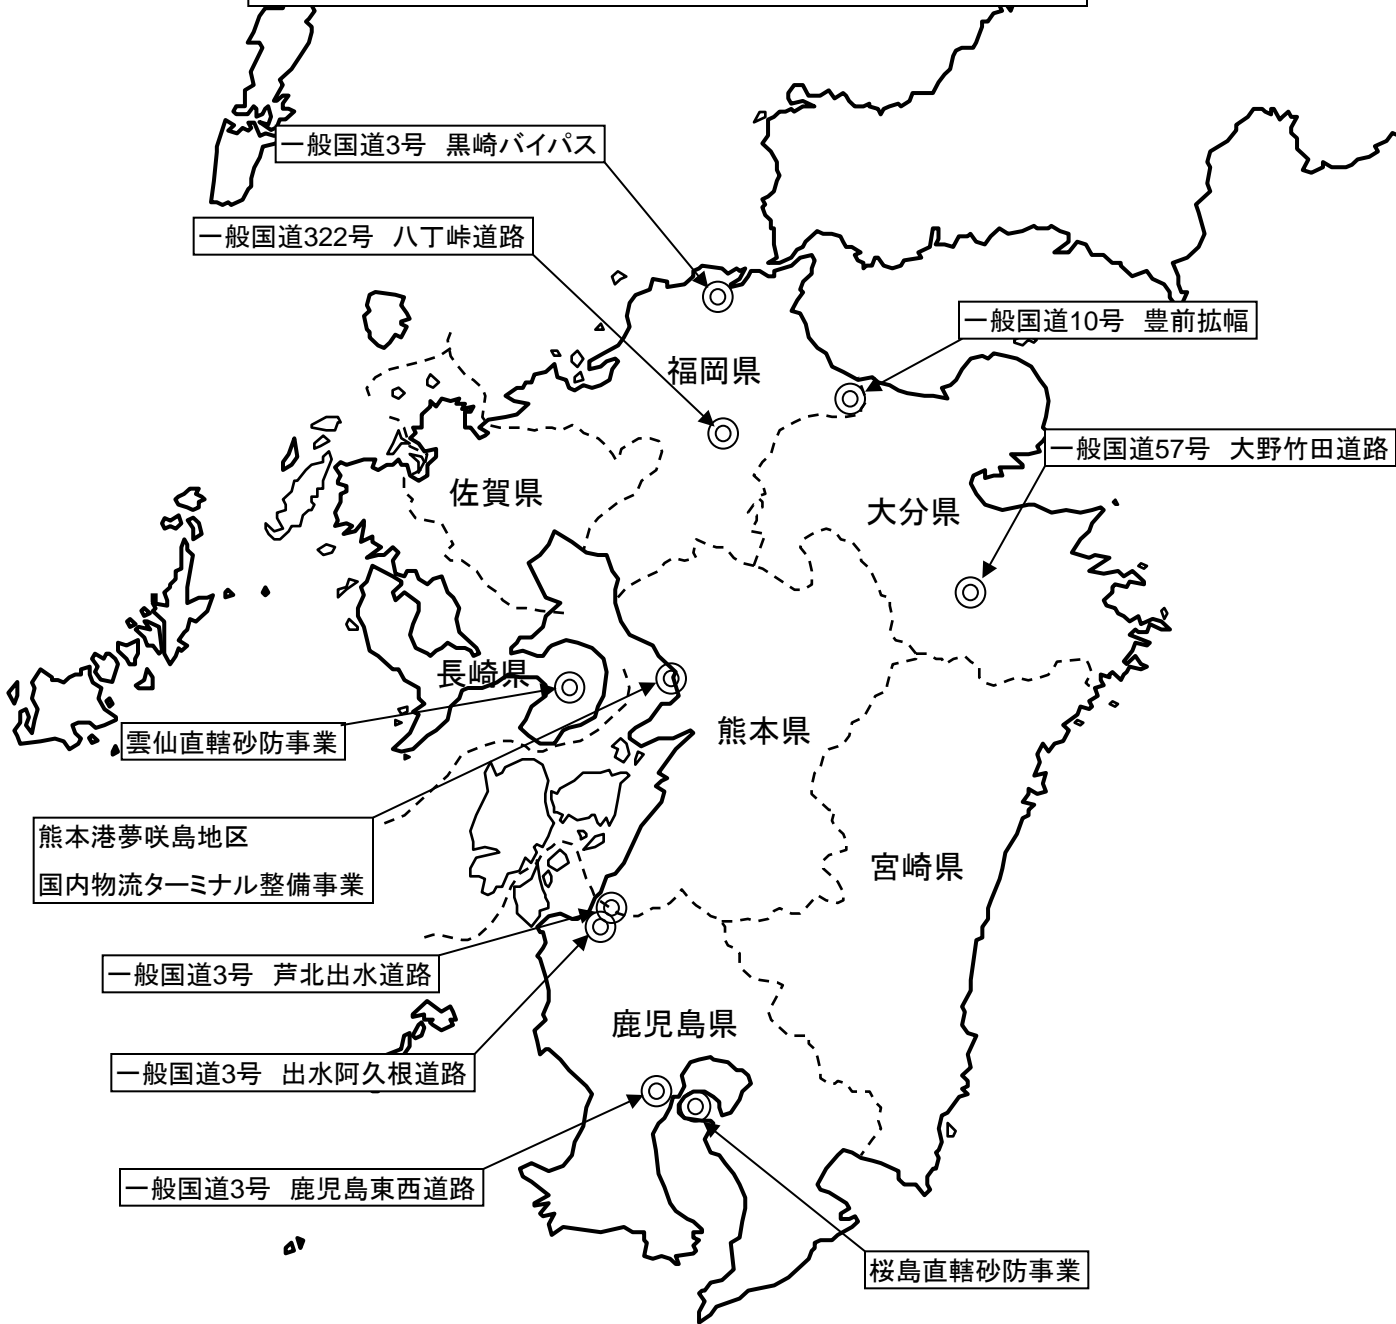 一般国道3号　黒崎バイパス
一般国道322号　八丁峠道路
一般国道10号　豊前拡幅
福岡県
一般国道57号　大野竹田道路
佐賀県
大分県
長崎県
雲仙直轄砂防事業
熊本県
熊本港夢咲島地区
国内物流ターミナル整備事業
宮崎県
一般国道3号　芦北出水道路
鹿児島県
一般国道3号　出水阿久根道路
一般国道3号　鹿児島東西道路
桜島直轄砂防事業